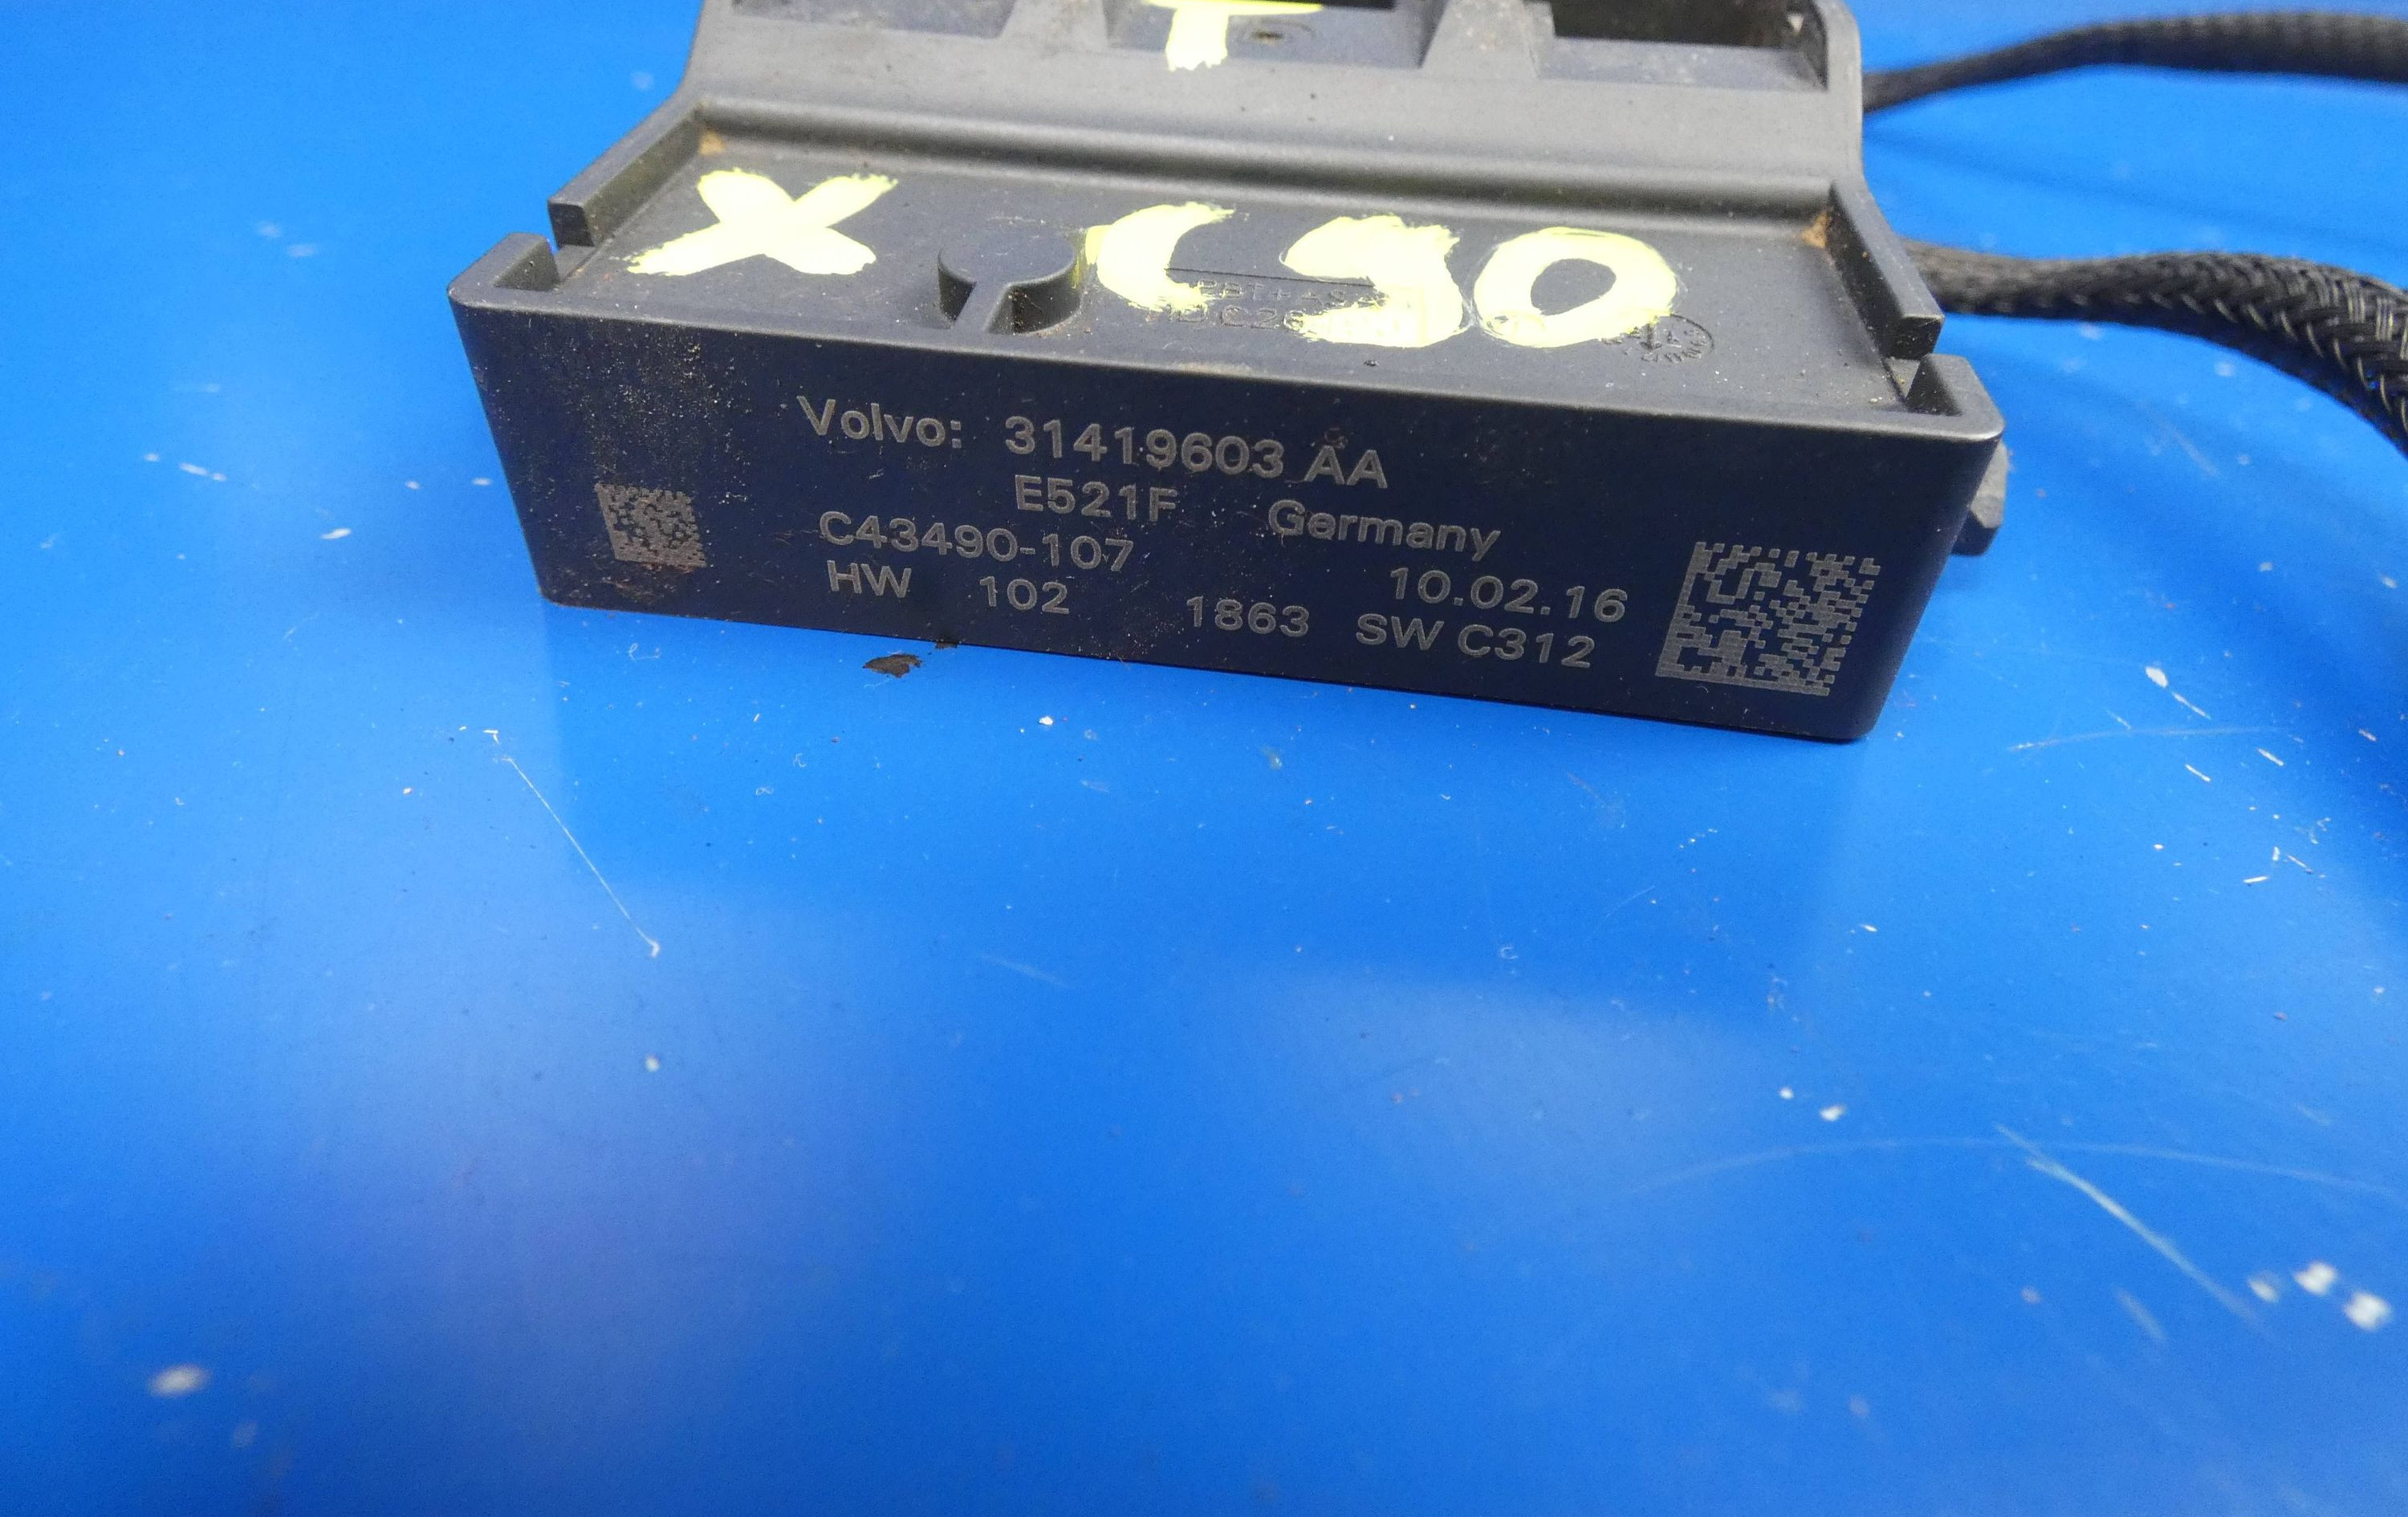 XC90
Volvo: 31419603 AA
E521F Germany
C43490-107
HW 102 10.02.16
1863 SW C312